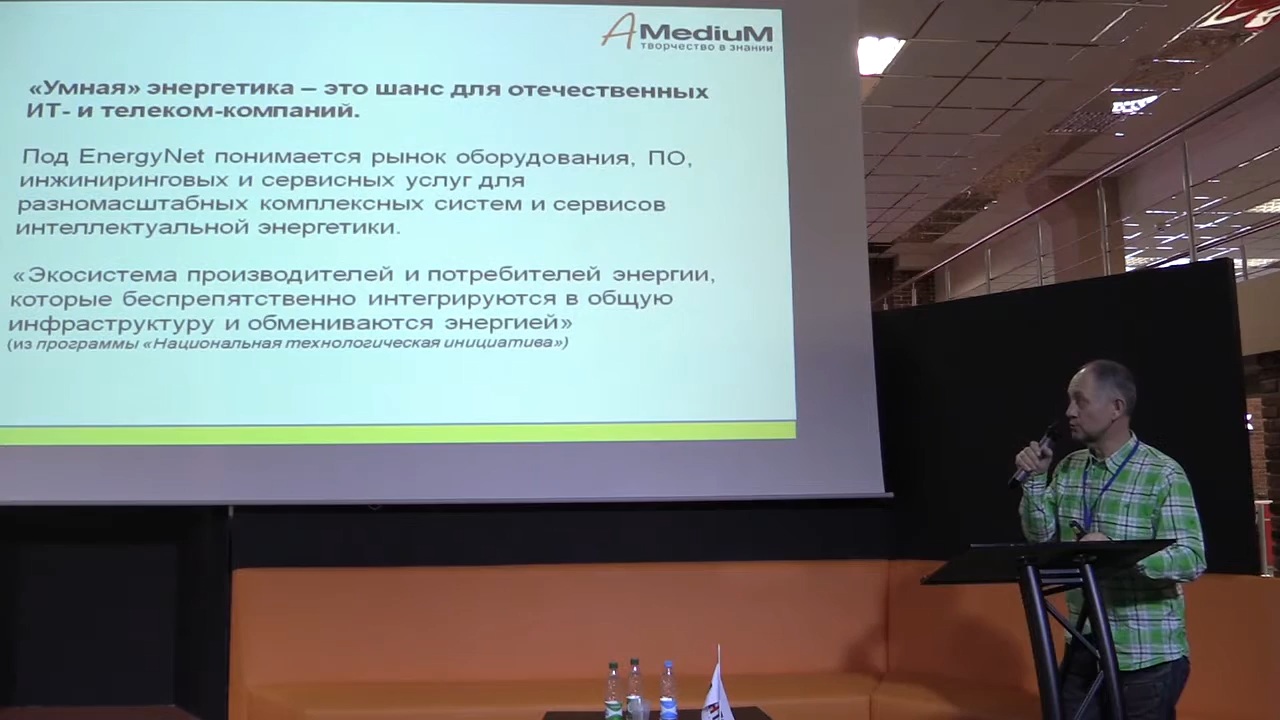 AMediuM
творчество в знании
«Умная» энергетика – это шанс для отечественных
ИТ- и телеком-компаний.
Под EnergyNet понимается рынок оборудования, ПО,
инжиниринговых и сервисных услуг для
разномасштабных комплексных систем и сервисов
интеллектуальной энергетики.
«Экосистема производителей и потребителей энергии,
которые беспрепятственно интегрируются в общую
инфраструктуру и обмениваются энергией»
(из программы «Национальная технологическая инициатива»)